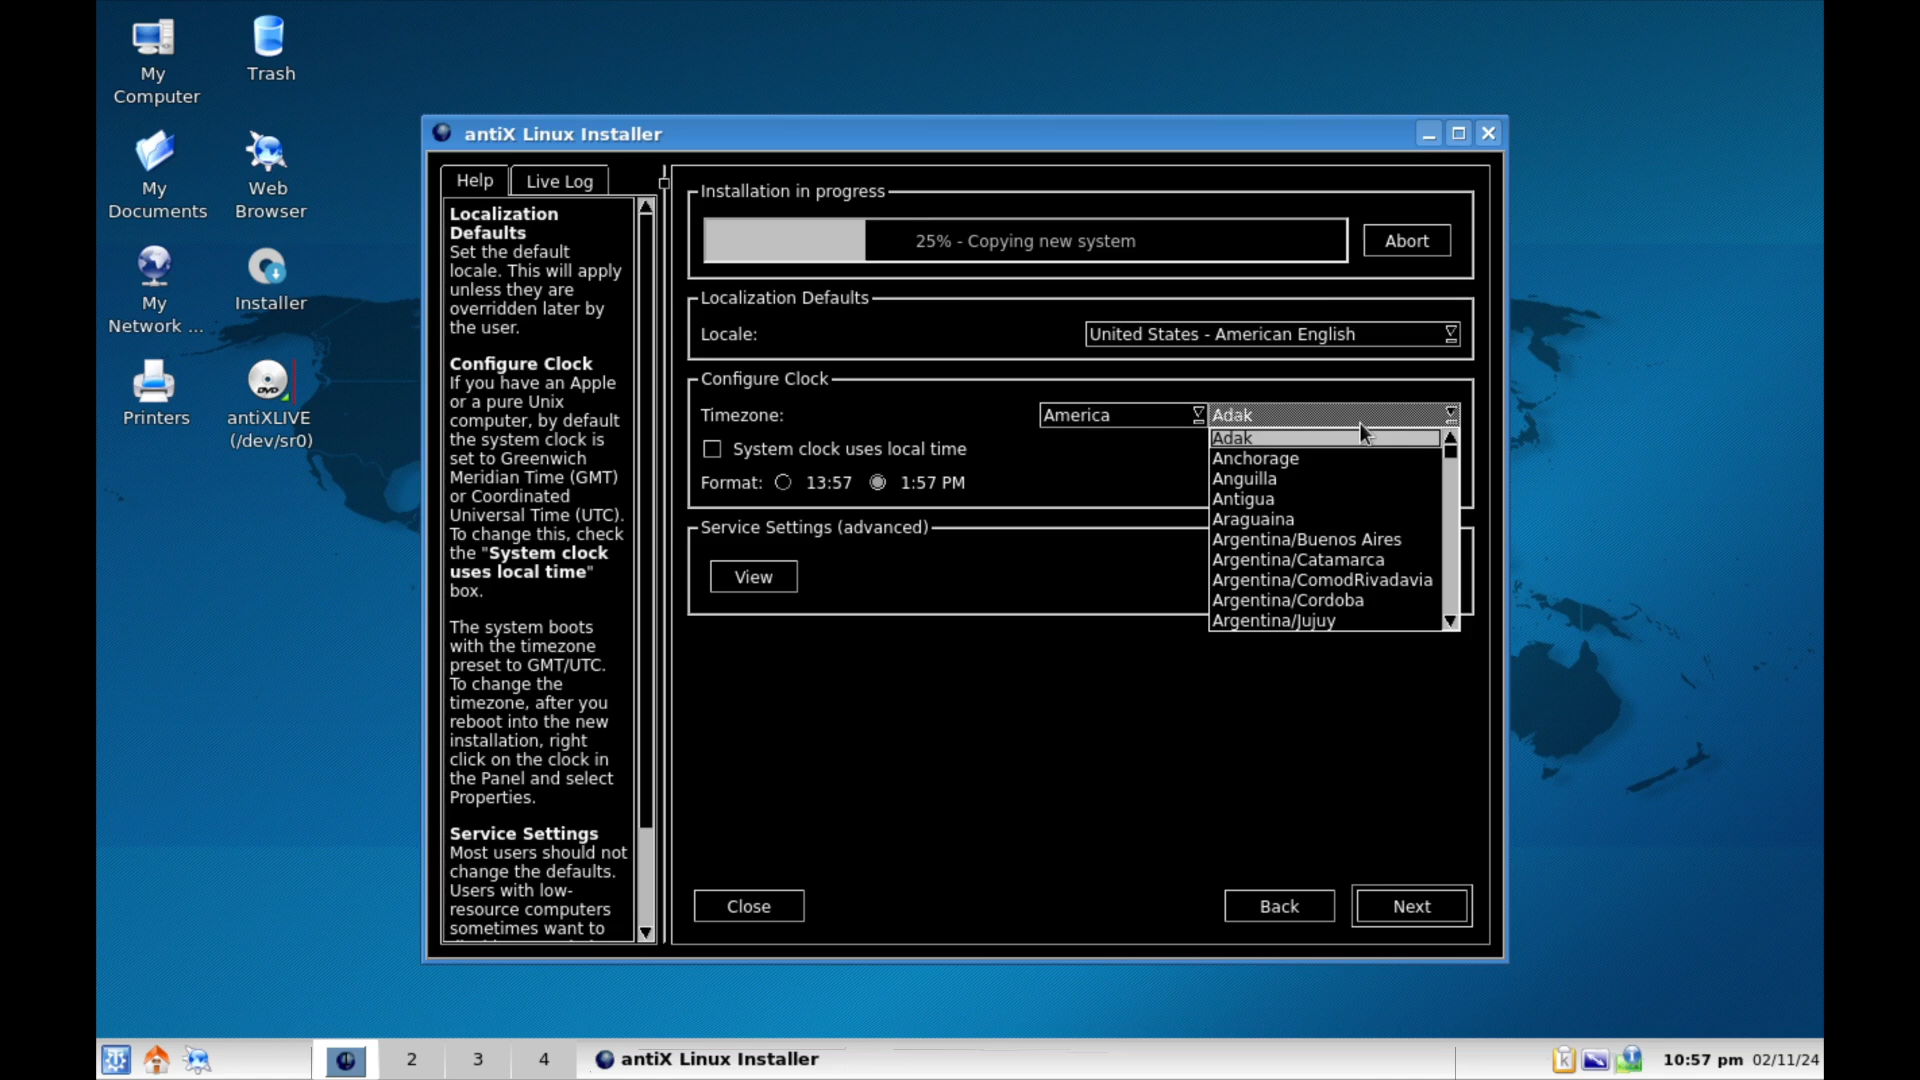 My
Computer
Trash
My
Documents
Web
Browser
My
Network ...
Installer
Printers
antiXLIVE
(/dev/sr0)
antiX Linux Installer
Help
Live Log
Localization
Defaults
Set the default
locale. This will apply
unless they are
overridden later by
the user.
Configure Clock
If you have an Apple
or a pure Unix
computer, by default
the system clock is
set to Greenwich
Meridian Time (GMT)
or Coordinated
Universal Time (UTC).
To change this, check
the "System clock
uses local time"
box.
The system boots
with the timezone
preset to GMT/UTC.
To change the
timezone, after you
reboot into the new
installation, right
click on the clock in
the Panel and select
Properties.
Service Settings
Most users should not
change the defaults.
Users with low-
resource computers
sometimes want to
Installation in progress
25% - Copying new system
Abort
Localization Defaults
Locale:
United States - American English
Configure Clock
Timezone:
America
Adak
System clock uses local time
Format:
13:57
1:57 PM
Adak
Anchorage
Anguilla
Antigua
Araguaina
Argentina/Buenos Aires
Argentina/Catamarca
Argentina/ComodRivadavia
Argentina/Cordoba
Argentina/Jujuy
Service Settings (advanced)
View
Close
Back
Next
2
3
4
antiX Linux Installer
10:57 pm
02/11/24